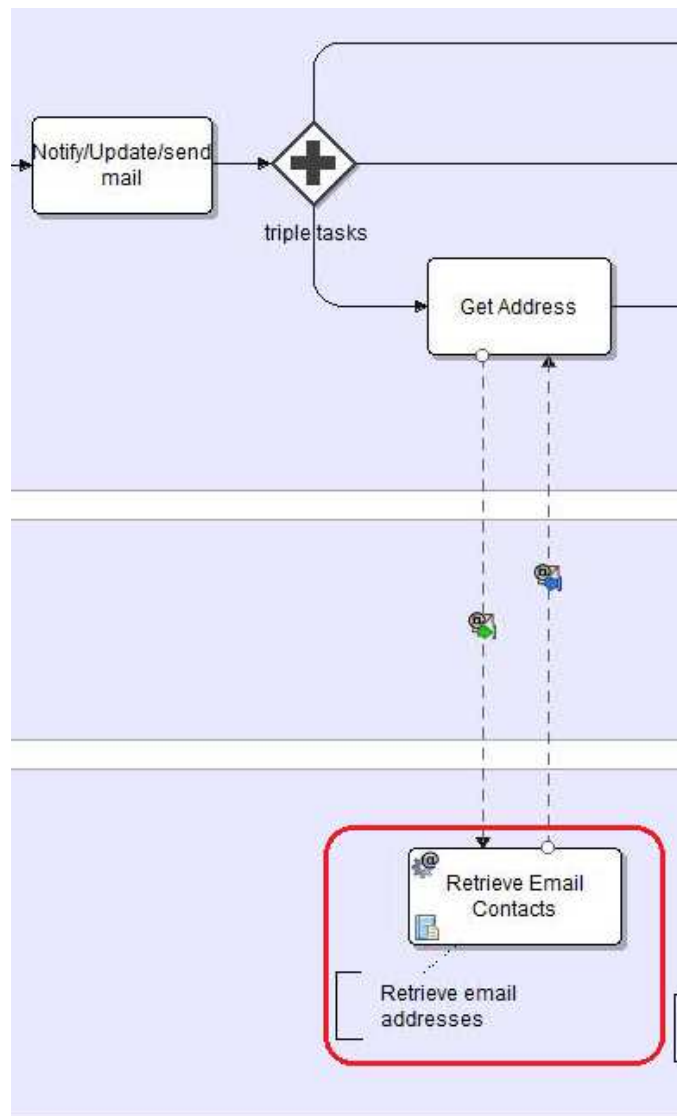 Notify/Update/send
mail
triple tasks
Get Address
Retrieve Email
Contacts
Retrieve email
addresses